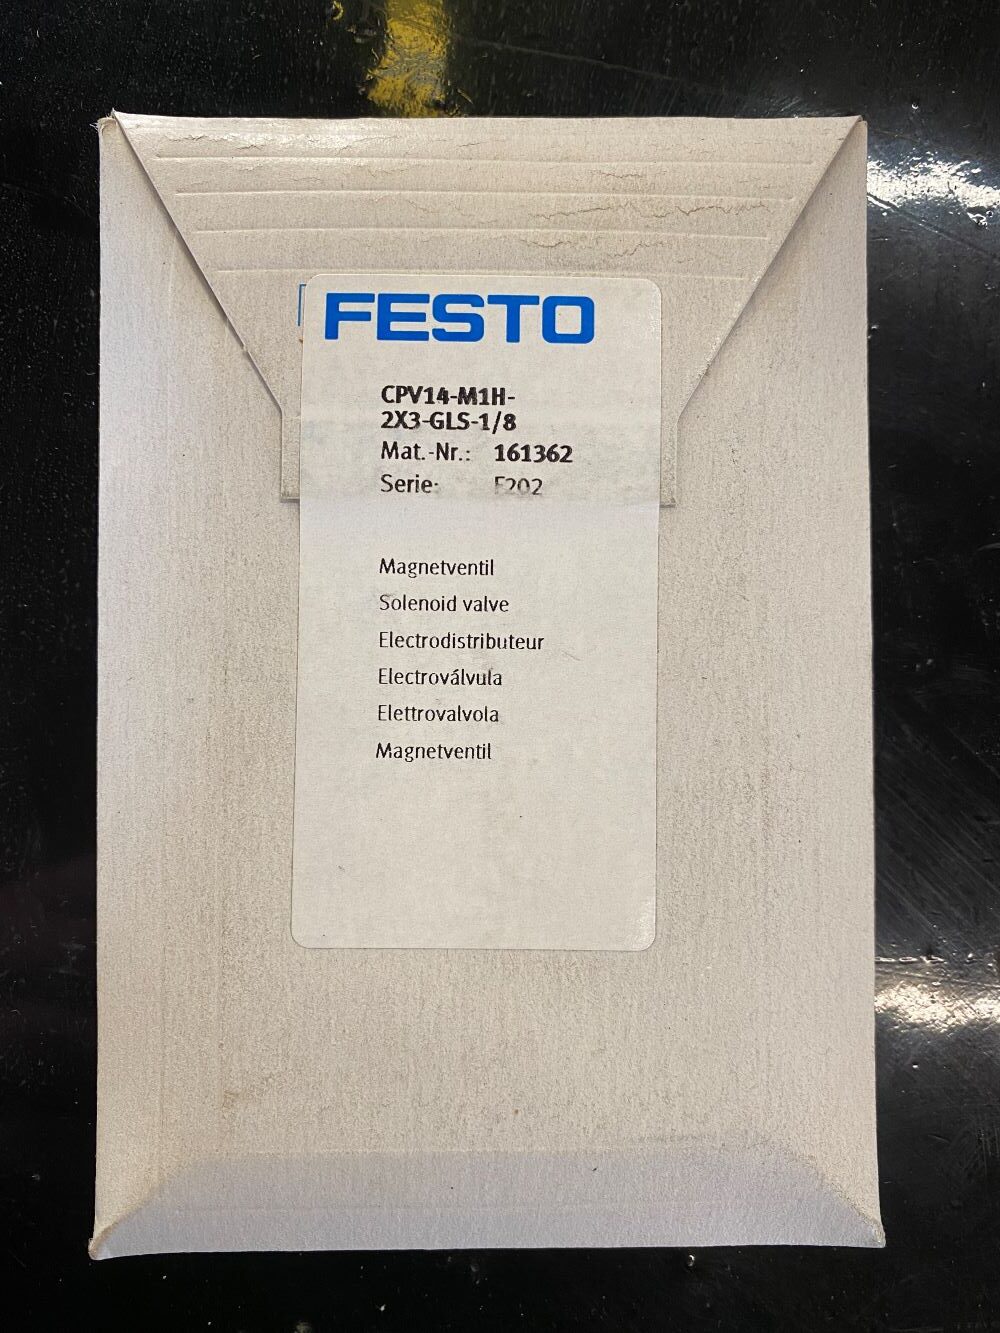 FESTO
CPV14-M1H-
2X3-GLS-1/8
Mat.-Nr.: 161362
Serie: F202
Magnetventil
Solenoid valve
Electrodistributeur
Electroválvula
Elettrovalvola
Magnetventil